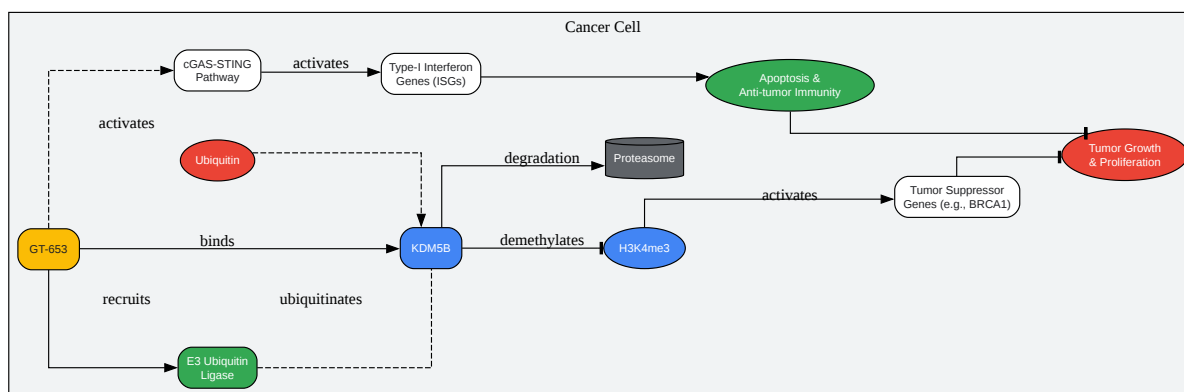 Cancer Cell
cGAS-STING
Pathway
activates
Type-I Interferon
Genes (ISGs)
Apoptosis &
Anti-tumor Immunity
activates
Ubiquitin
degradation
Proteasome
Tumor Growth
& Proliferation
activates
Tumor Suppressor
Genes (e.g., BRCA1)
GT-653
binds
KDM5B
demethylates
H3K4me3
recruits
ubiquitinates
E3 Ubiquitin
Ligase